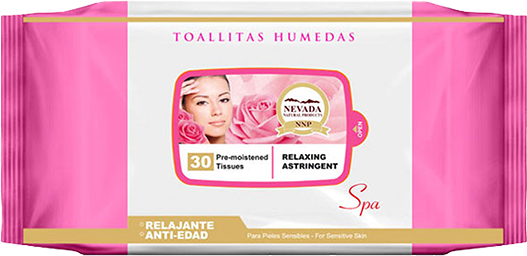 TOALLITAS HUMEDAS
NEVADA
NATURAL PRODUCTS
NNP
OPEN
30 Pre-moistened
Tissues
RELAXING
ASTRINGENT
Spa
RELAJANTE
ANTI-EDAD
Para Pieles Sensibles - For Sensitive Skin